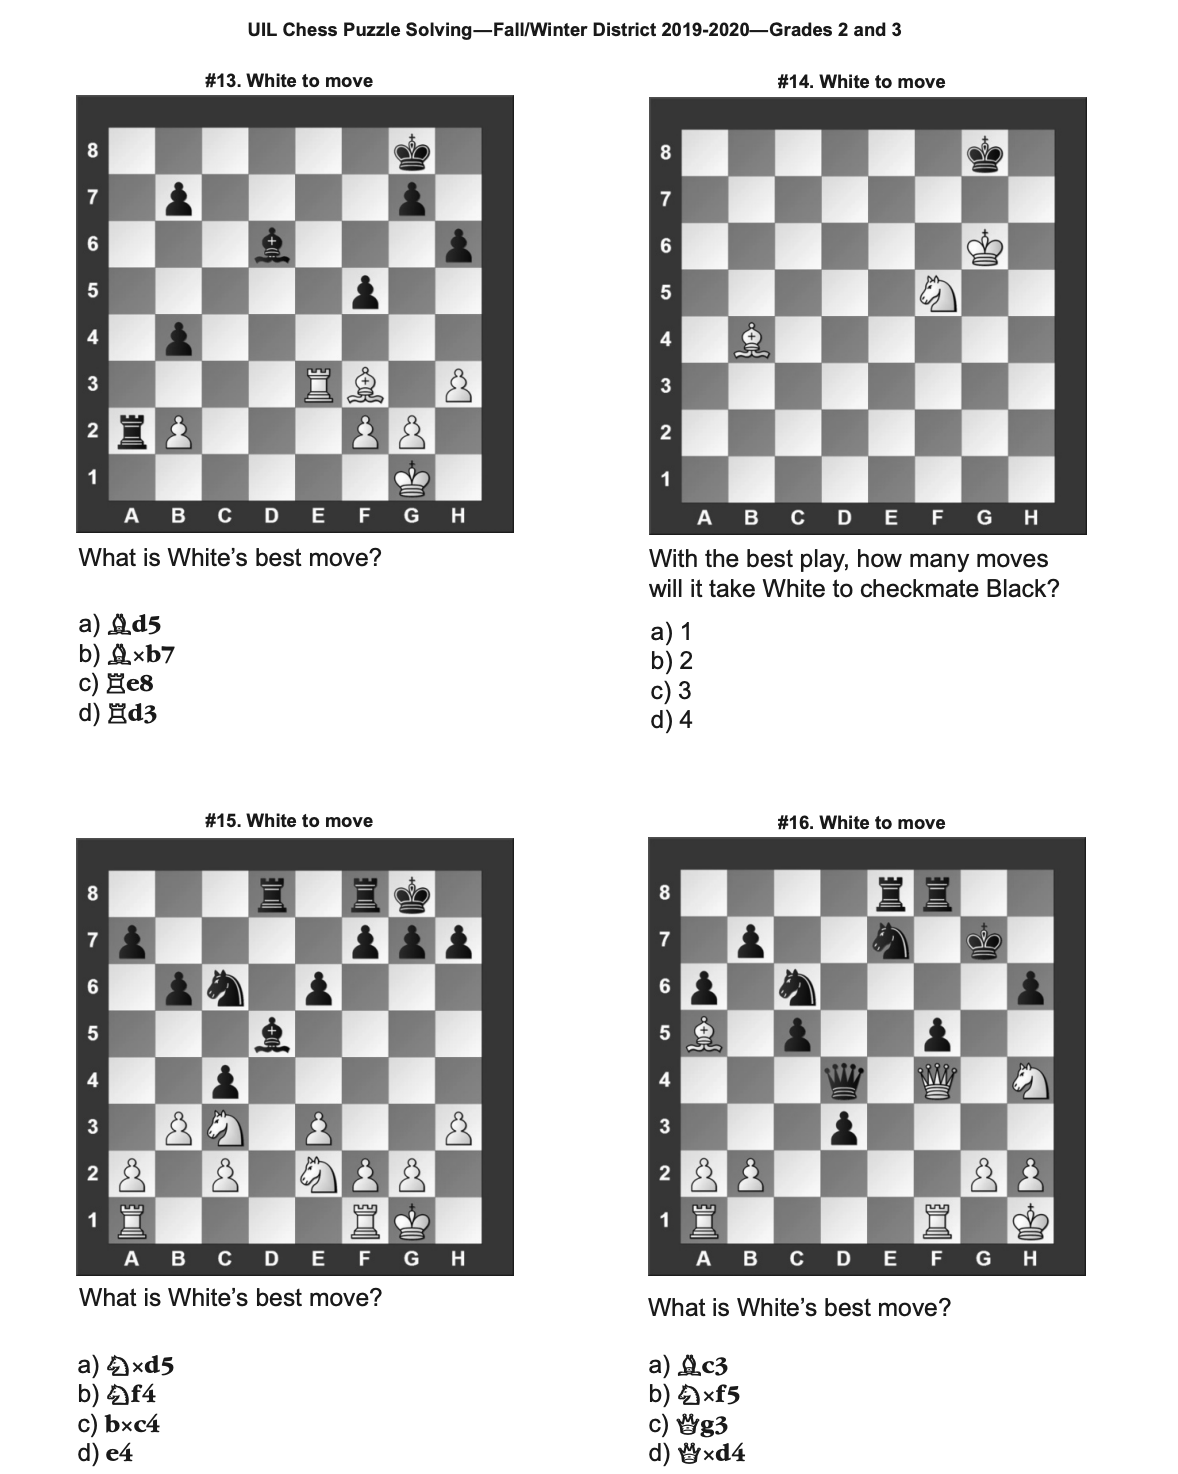 UIL Chess Puzzle Solving—Fall/Winter District 2019-2020—Grades 2 and 3
#13. White to move
8
7
6
5
4
3
2
1
A B C D E F G H
What is White’s best move?
a) ♗d5
b) ♗×b7
c) ♖e8
d) ♖d3
#14. White to move
8
7
6
5
4
3
2
1
A B C D E F G H
With the best play, how many moves
will it take White to checkmate Black?
a) 1
b) 2
c) 3
d) 4
#15. White to move
8
7
6
5
4
3
2
1
A B C D E F G H
What is White’s best move?
a) ♘×d5
b) ♘f4
c) b×c4
d) e4
#16. White to move
8
7
6
5
4
3
2
1
A B C D E F G H
What is White’s best move?
a) ♗c3
b) ♘×f5
c) ♕g3
d) ♕×d4